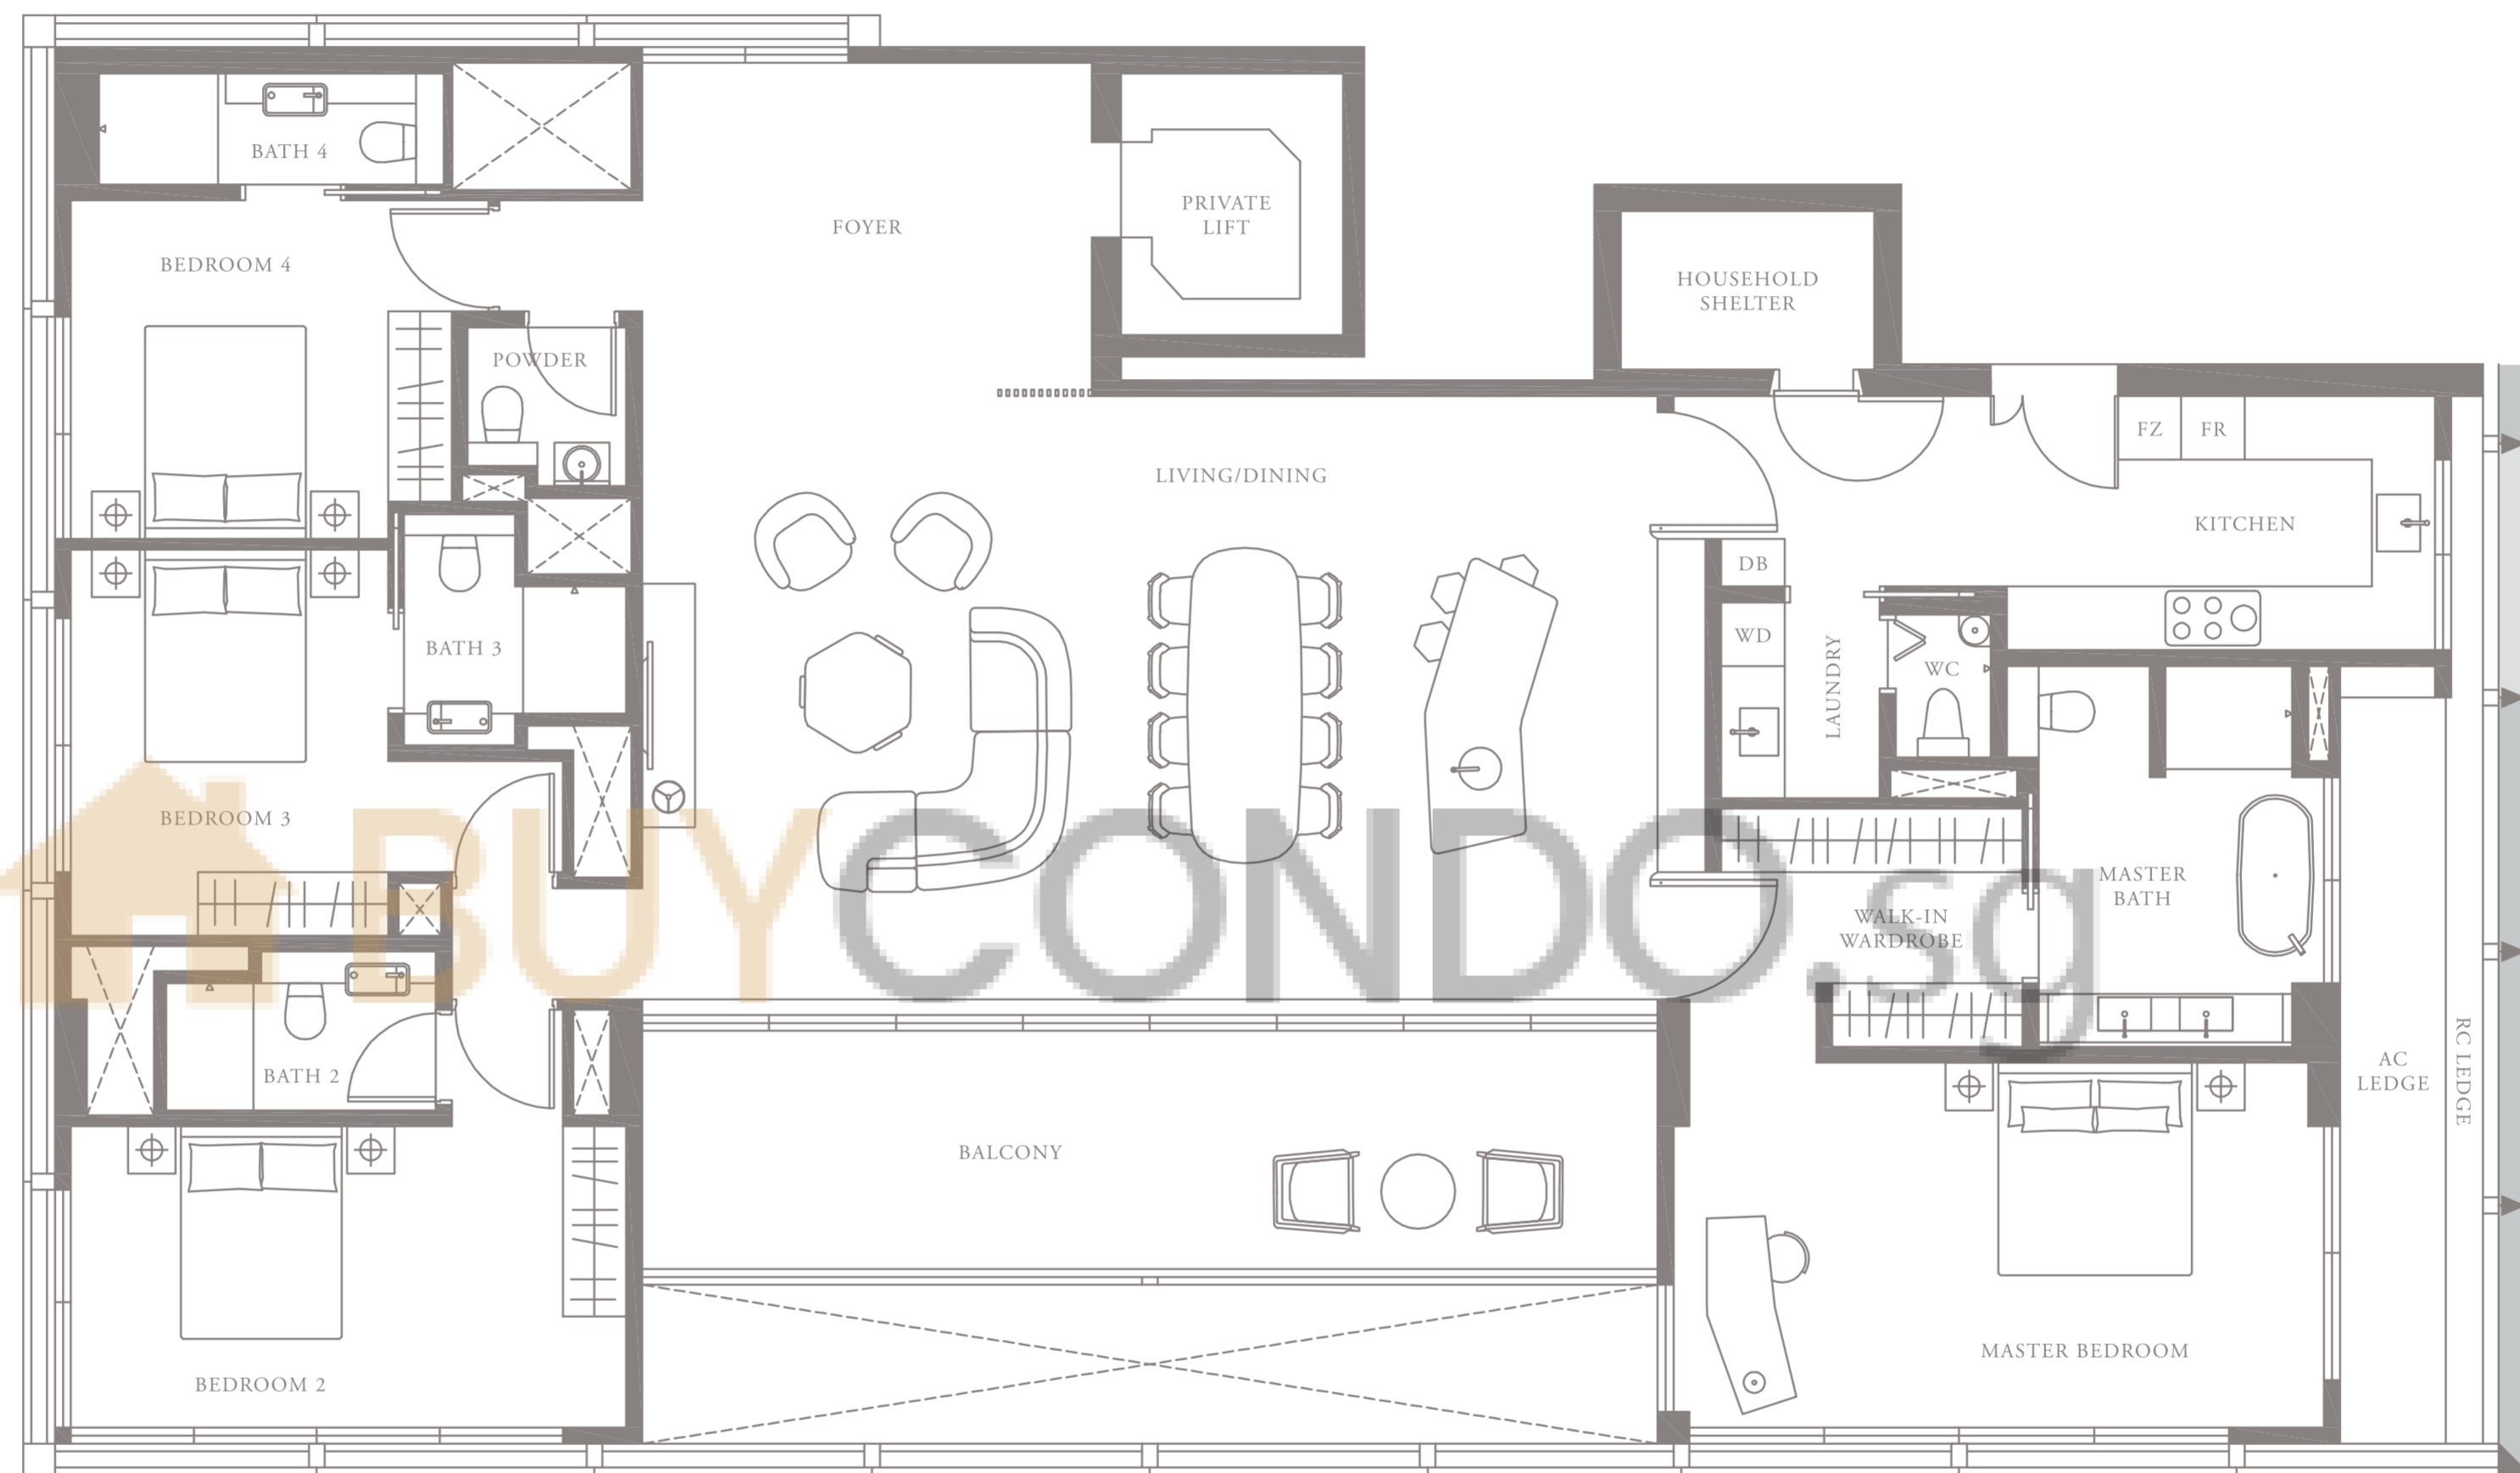 BATH 4
PRIVATE
LIFT
FOYER
BEDROOM 4
HOUSEHOLD
SHELTER
POWDER
FZ
FR
LIVING/DINING
KITCHEN
DB
WD
BATH 3
LAUNDRY
WC
BEDROOM 3
BUYCONDO.sg
MASTER
BATH
WALK-IN
WARDROBE
BATH 2
AC
LEDGE
RC LEDGE
BALCONY
MASTER BEDROOM
BEDROOM 2